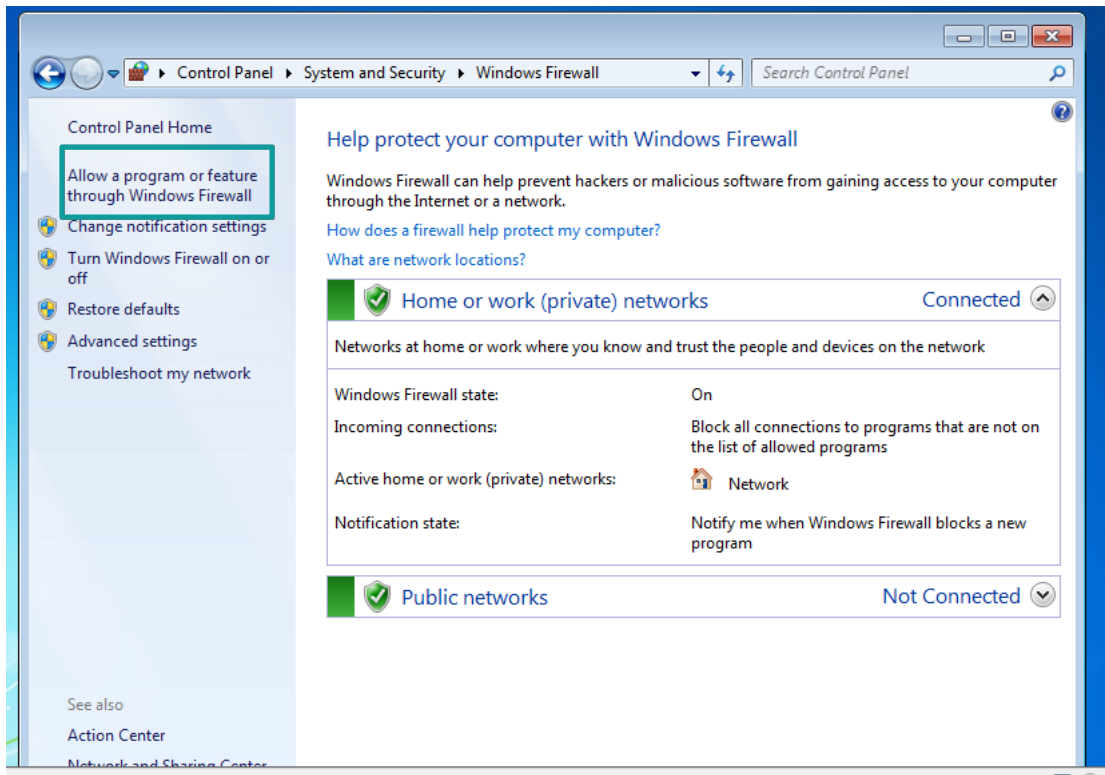 Control Panel System and Security Windows Firewall
Search Control Panel
Control Panel Home
Allow a program or feature
through Windows Firewall
Change notification settings
Turn Windows Firewall on or
off
Restore defaults
Advanced settings
Troubleshoot my network
See also
Action Center
Network and Sharing Center
Help protect your computer with Windows Firewall
Windows Firewall can help prevent hackers or malicious software from gaining access to your computer
through the Internet or a network.
How does a firewall help protect my computer?
What are network locations?
Home or work (private) networks Connected
Networks at home or work where you know and trust the people and devices on the network
Windows Firewall state: On
Incoming connections: Block all connections to programs that are not on
the list of allowed programs
Active home or work (private) networks: Network
Notification state: Notify me when Windows Firewall blocks a new
program
Public networks Not Connected